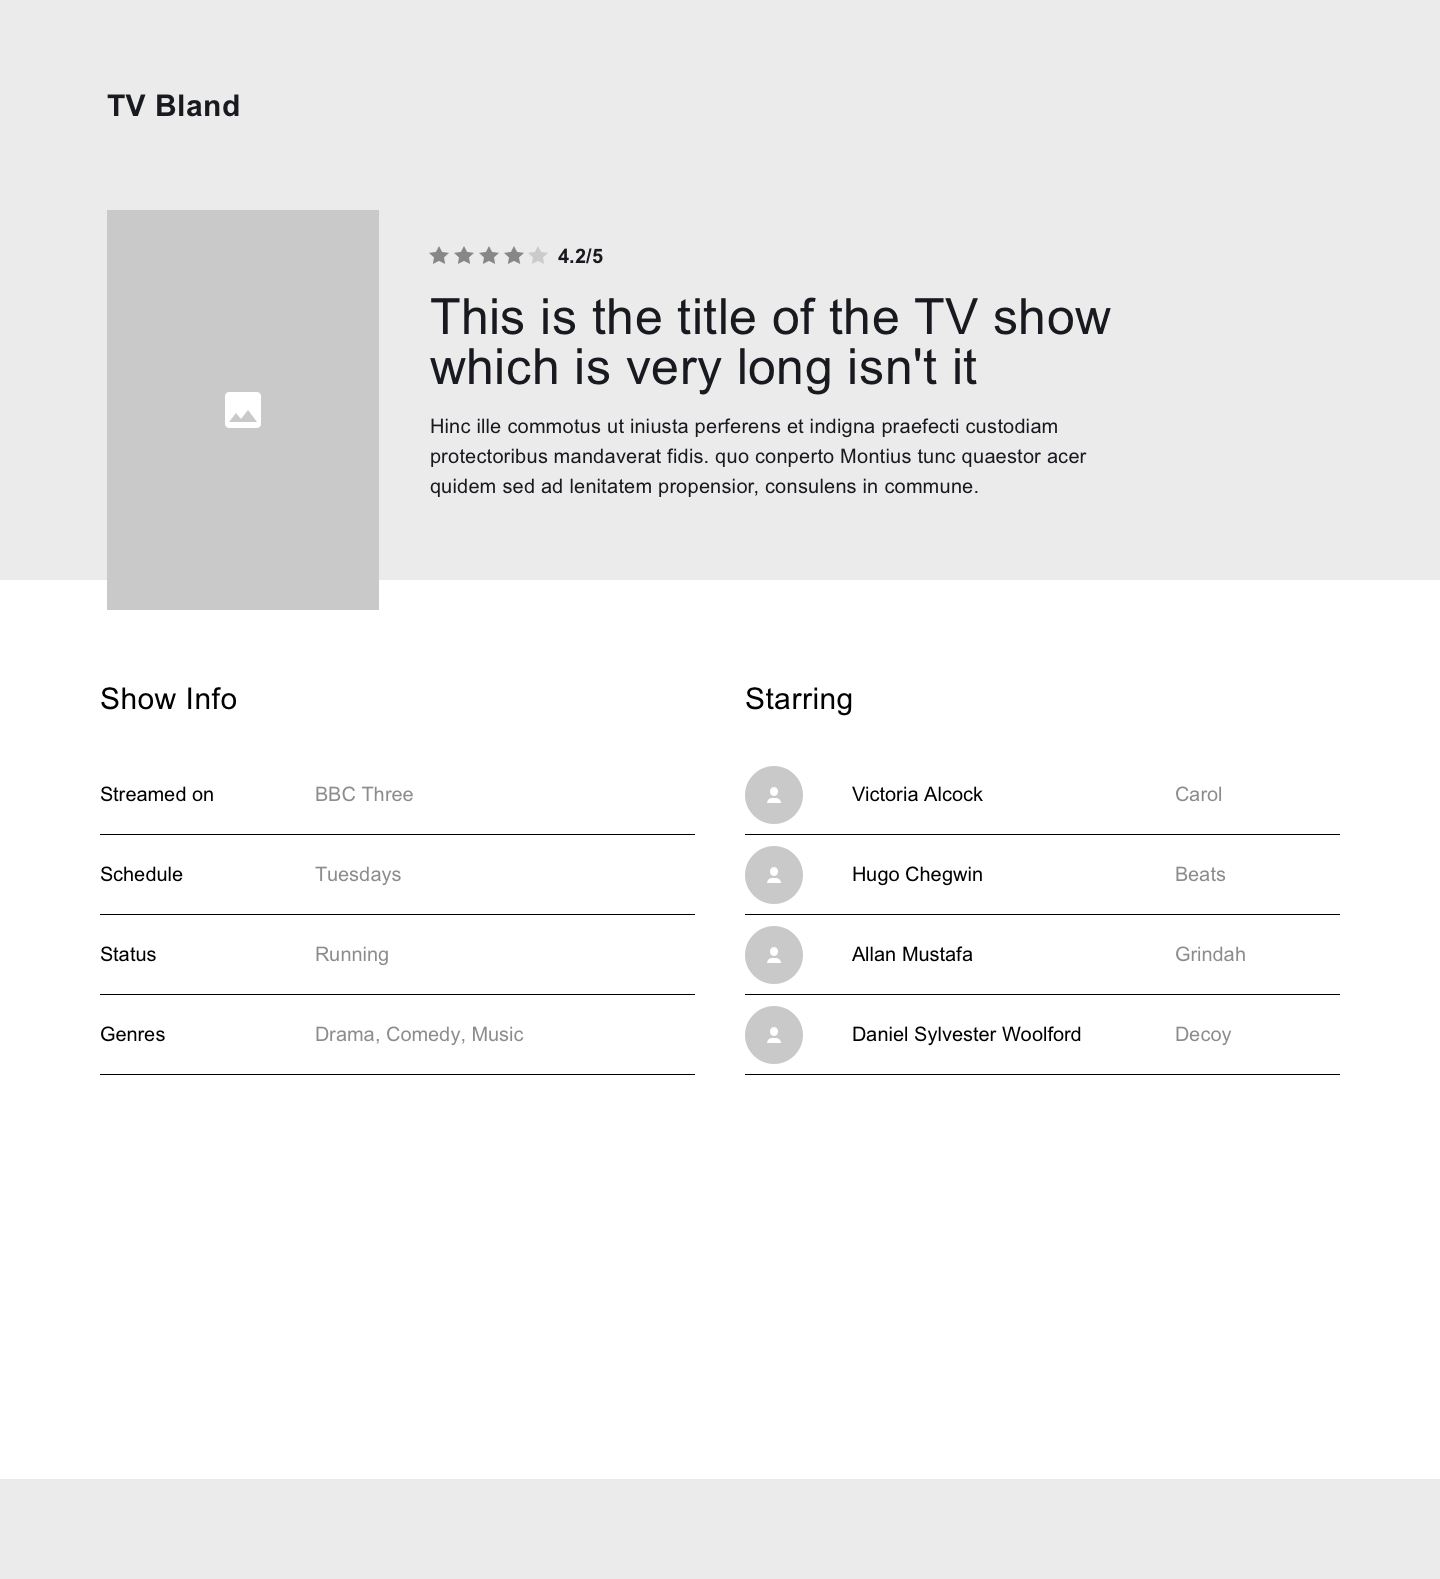 TV Bland
4.2/5
This is the title of the TV show
which is very long isn't it
Hinc ille commotus ut iniusta perferens et indigna praefecti custodiam
protectoribus mandaverat fidis. quo conperto Montius tunc quaestor acer
quidem sed ad lenitatem propensior, consulens in commune.
Show Info
Streamed on BBC Three
Schedule Tuesdays
Status Running
Genres Drama, Comedy, Music
Starring
Victoria Alcock Carol
Hugo Chegwin Beats
Allan Mustafa Grindah
Daniel Sylvester Woolford Decoy